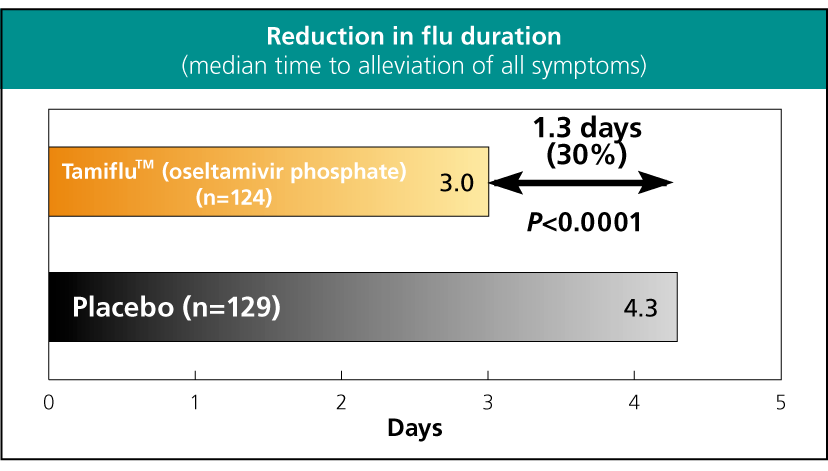 Reduction in flu duration
(median time to alleviation of all symptoms)
1.3 days
(30%)
Tamiflu™ (oseltamivir phosphate)
(n=124)
3.0
P<0.0001
Placebo (n=129)
4.3
0 1 2 3 4 5
Days